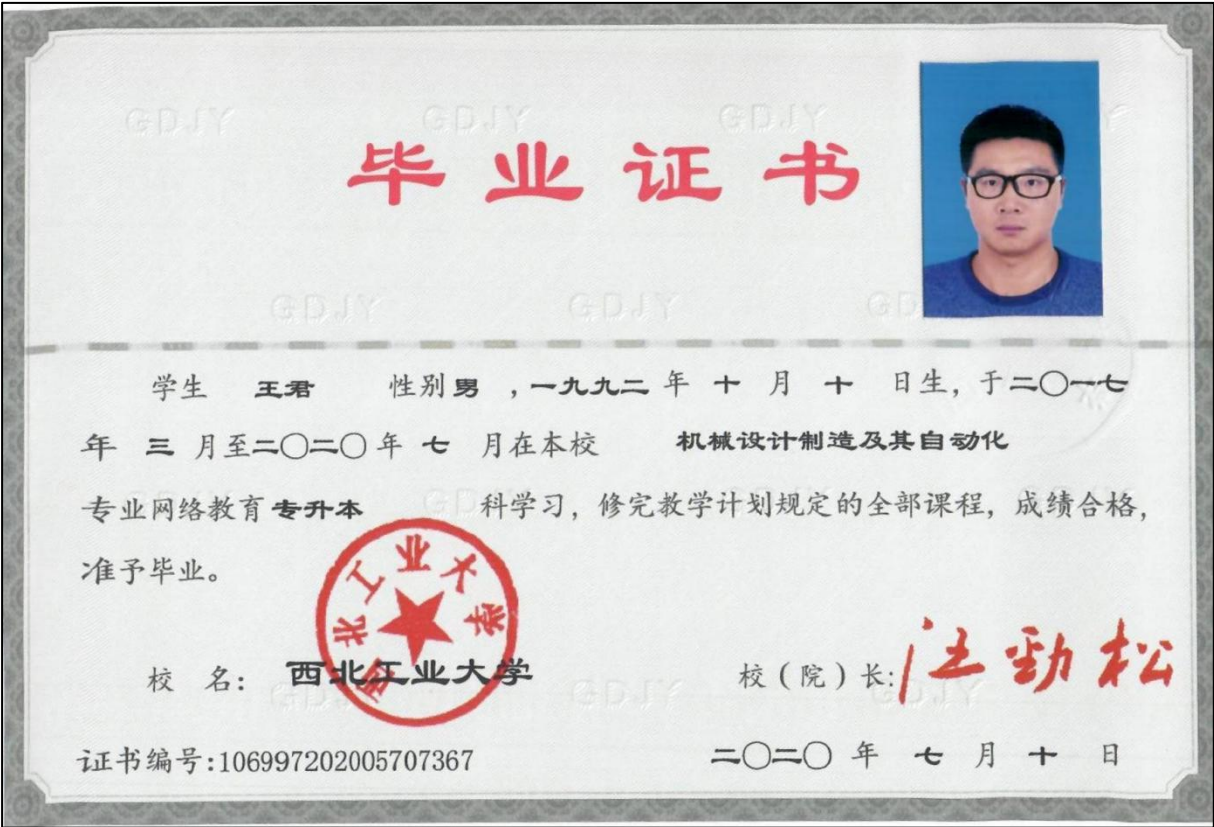 GDJY GDJY GDJY
毕业证书
GDJY GDJY GD
学生 王君 性别男，一九九二年十月十日生，于二〇一七
年三月至二〇二〇年七月在本校 机械设计制造及其自动化
专业网络教育专升本 科学习，修完教学计划规定的全部课程，成绩合格，
准予毕业。
西北工业大学
校 名：西北工业大学 校（院）长：汪劲松
证书编号:106997202005707367 二〇二〇年七月十日